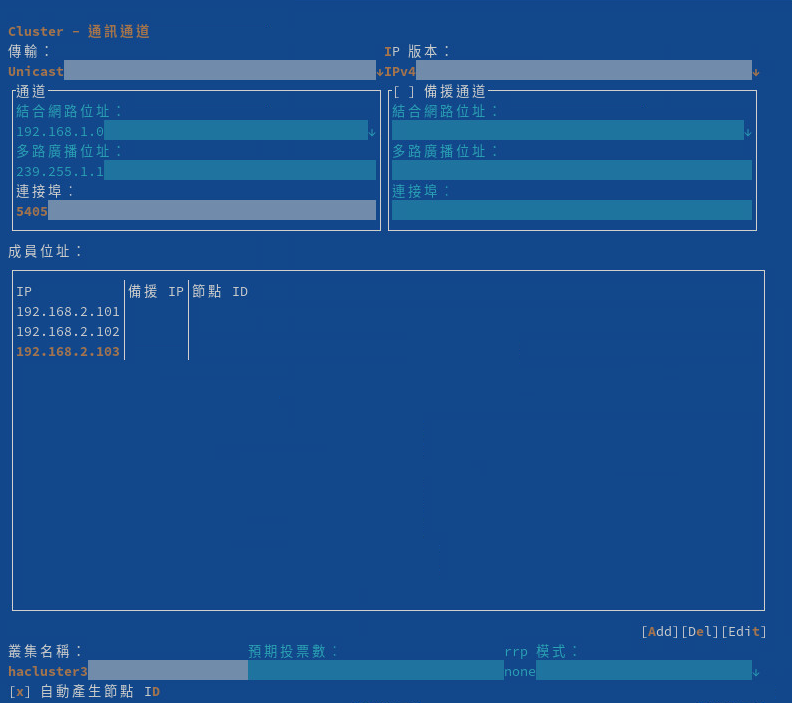 Cluster - 通訊通道
傳輸： IP 版本：
Unicast↓IPv4↓
通道 [ ] 備援通道
結合網路位址： 結合網路位址：
192.168.1.0↓ ↓
多路廣播位址： 多路廣播位址：
239.255.1.1
連接埠： 連接埠：
5405
成員位址：
IP 備援 IP 節點 ID
192.168.2.101
192.168.2.102
192.168.2.103
[Add][Del][Edit]
叢集名稱： 預期投票數： rrp 模式：
hacluster3 none↓
[x] 自動產生節點 ID